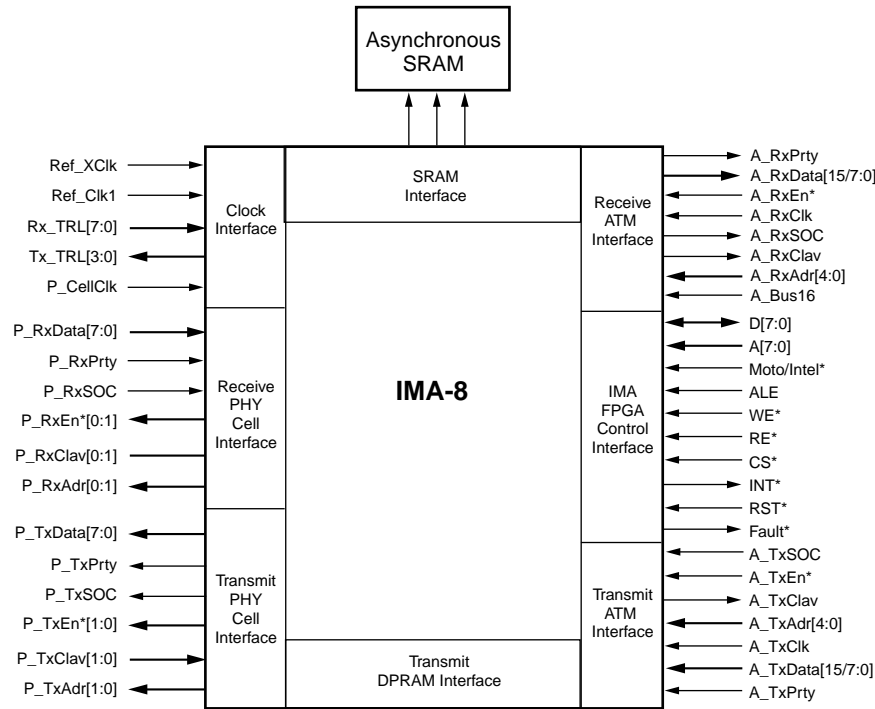 Asynchronous
SRAM
Ref_XClk
Ref_Clk1
Rx_TRL[7:0]
Tx_TRL[3:0]
P_CellClk
P_RxData[7:0]
P_RxPrty
P_RxSOC
P_RxEn*[0:1]
P_RxClav[0:1]
P_RxAdr[0:1]
P_TxData[7:0]
P_TxPrty
P_TxSOC
P_TxEn*[1:0]
P_TxClav[1:0]
P_TxAdr[1:0]
Clock
Interface
Receive
PHY
Cell
Interface
Transmit
PHY
Cell
Interface
SRAM
Interface
IMA-8
Transmit
DPRAM Interface
Receive
ATM
Interface
IMA
FPGA
Control
Interface
Transmit
ATM
Interface
A_RxPrty
A_RxData[15/7:0]
A_RxEn*
A_RxClk
A_RxSOC
A_RxClav
A_RxAdr[4:0]
A_Bus16
D[7:0]
A[7:0]
Moto/Intel*
ALE
WE*
RE*
CS*
INT*
RST*
Fault*
A_TxSOC
A_TxEn*
A_TxClav
A_TxAdr[4:0]
A_TxClk
A_TxData[15/7:0]
A_TxPrty